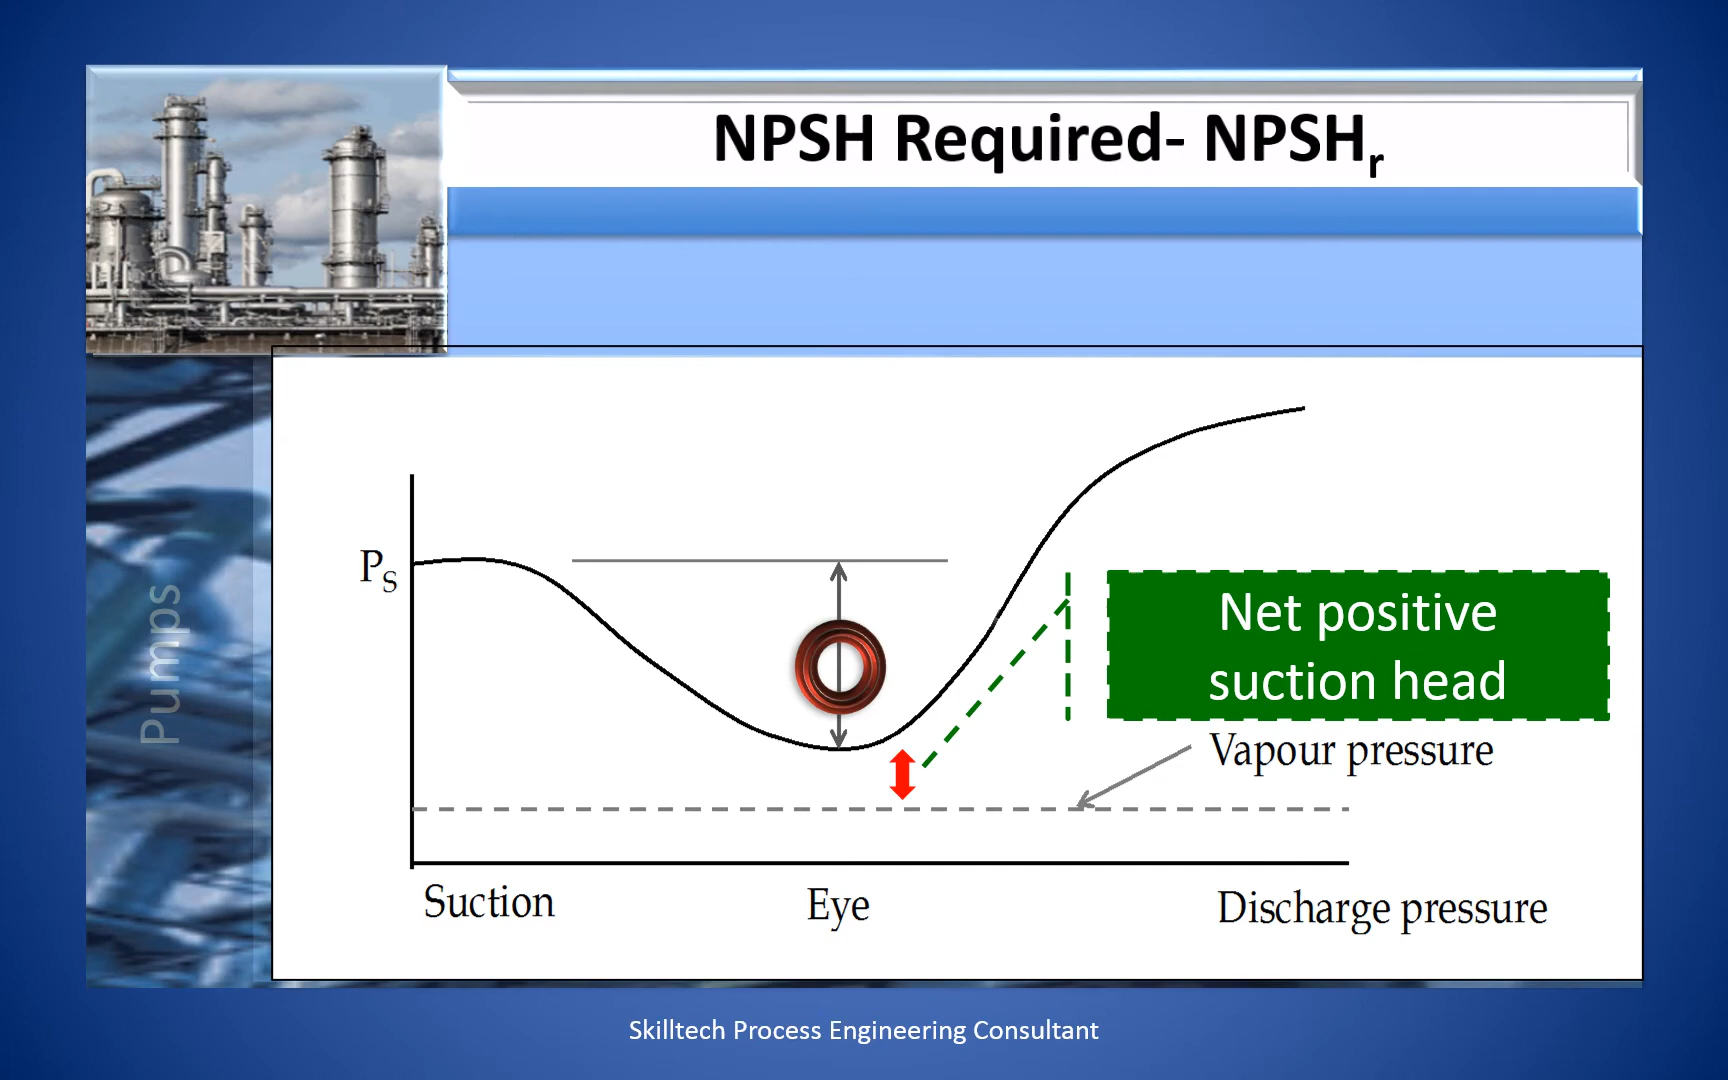 NPSH Required- NPSHr
Pumps
PS
Net positive
suction head
Vapour pressure
Suction
Eye
Discharge pressure
Skilltech Process Engineering Consultant